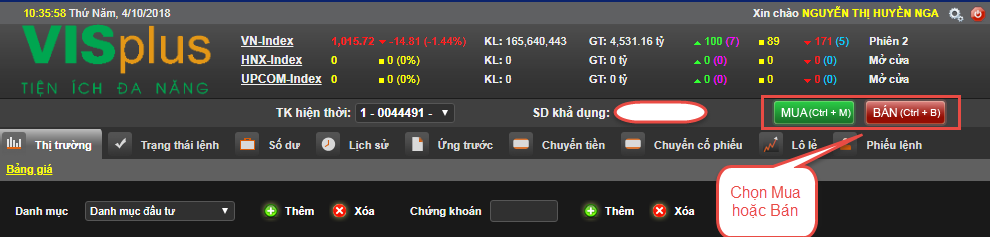 10:35:58 Thứ Năm, 4/10/2018 Xin chào NGUYỄN THỊ HUYỀN NGA
VISplus
TIỆN ÍCH ĐA NĂNG
VN-Index 1,015.72 -14.81 (-1.44%) KL: 165,640,443 GT: 4,531.16 tỷ 100 (7) 89 171 (5) Phiên 2
HNX-Index 0 0 (0%) KL: 0 GT: 0 tỷ 0 (0) 0 0 (0) Mở cửa
UPCOM-Index 0 0 (0%) KL: 0 GT: 0 tỷ 0 (0) 0 0 (0) Mở cửa
TK hiện thời: 1 - 0044491 - SD khả dụng: MUA(Ctrl + M) BÁN (Ctrl + B)
Thị trường Trạng thái lệnh Số dư Lịch sử Ứng trước Chuyển tiền Chuyển cổ phiếu Lô lẻ Phiếu lệnh
Bảng giá
Chọn Mua
hoặc Bán
Danh mục Danh mục đầu tư Thêm Xóa Chứng khoán Thêm Xóa